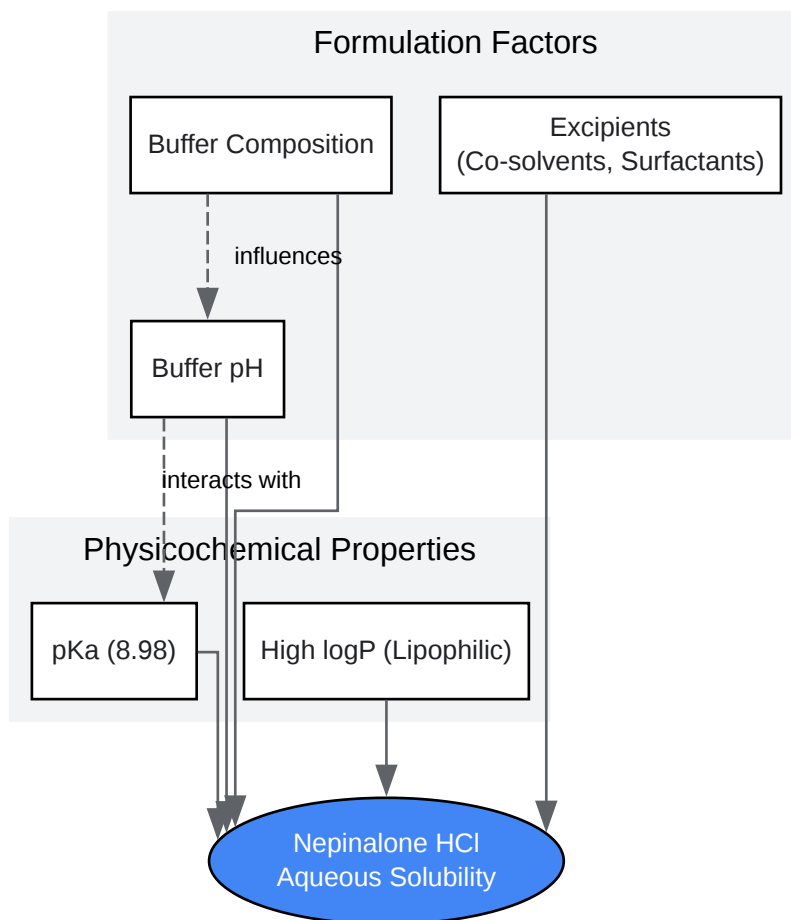 Formulation Factors
Buffer Composition
Excipients
(Co-solvents, Surfactants)
influences
Buffer pH
interacts with
Physicochemical Properties
pKa (8.98)
High logP (Lipophilic)
Nepinalone HCl
Aqueous Solubility